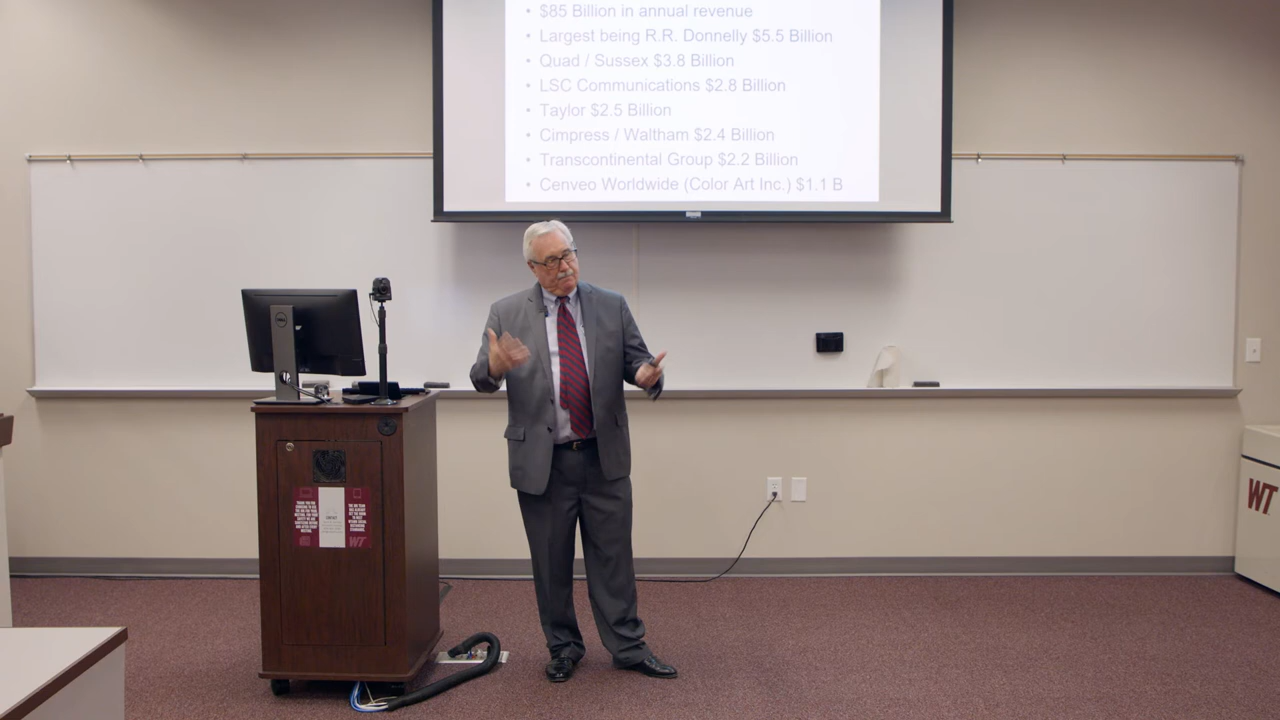 • $85 Billion in annual revenue
• Largest being R.R. Donnelly $5.5 Billion
• Quad / Sussex $3.8 Billion
• LSC Communications $2.8 Billion
• Taylor $2.5 Billion
• Cimpress / Waltham $2.4 Billion
• Transcontinental Group $2.2 Billion
• Cenveo Worldwide (Color Art Inc.) $1.1 B
DELL
WT
WT